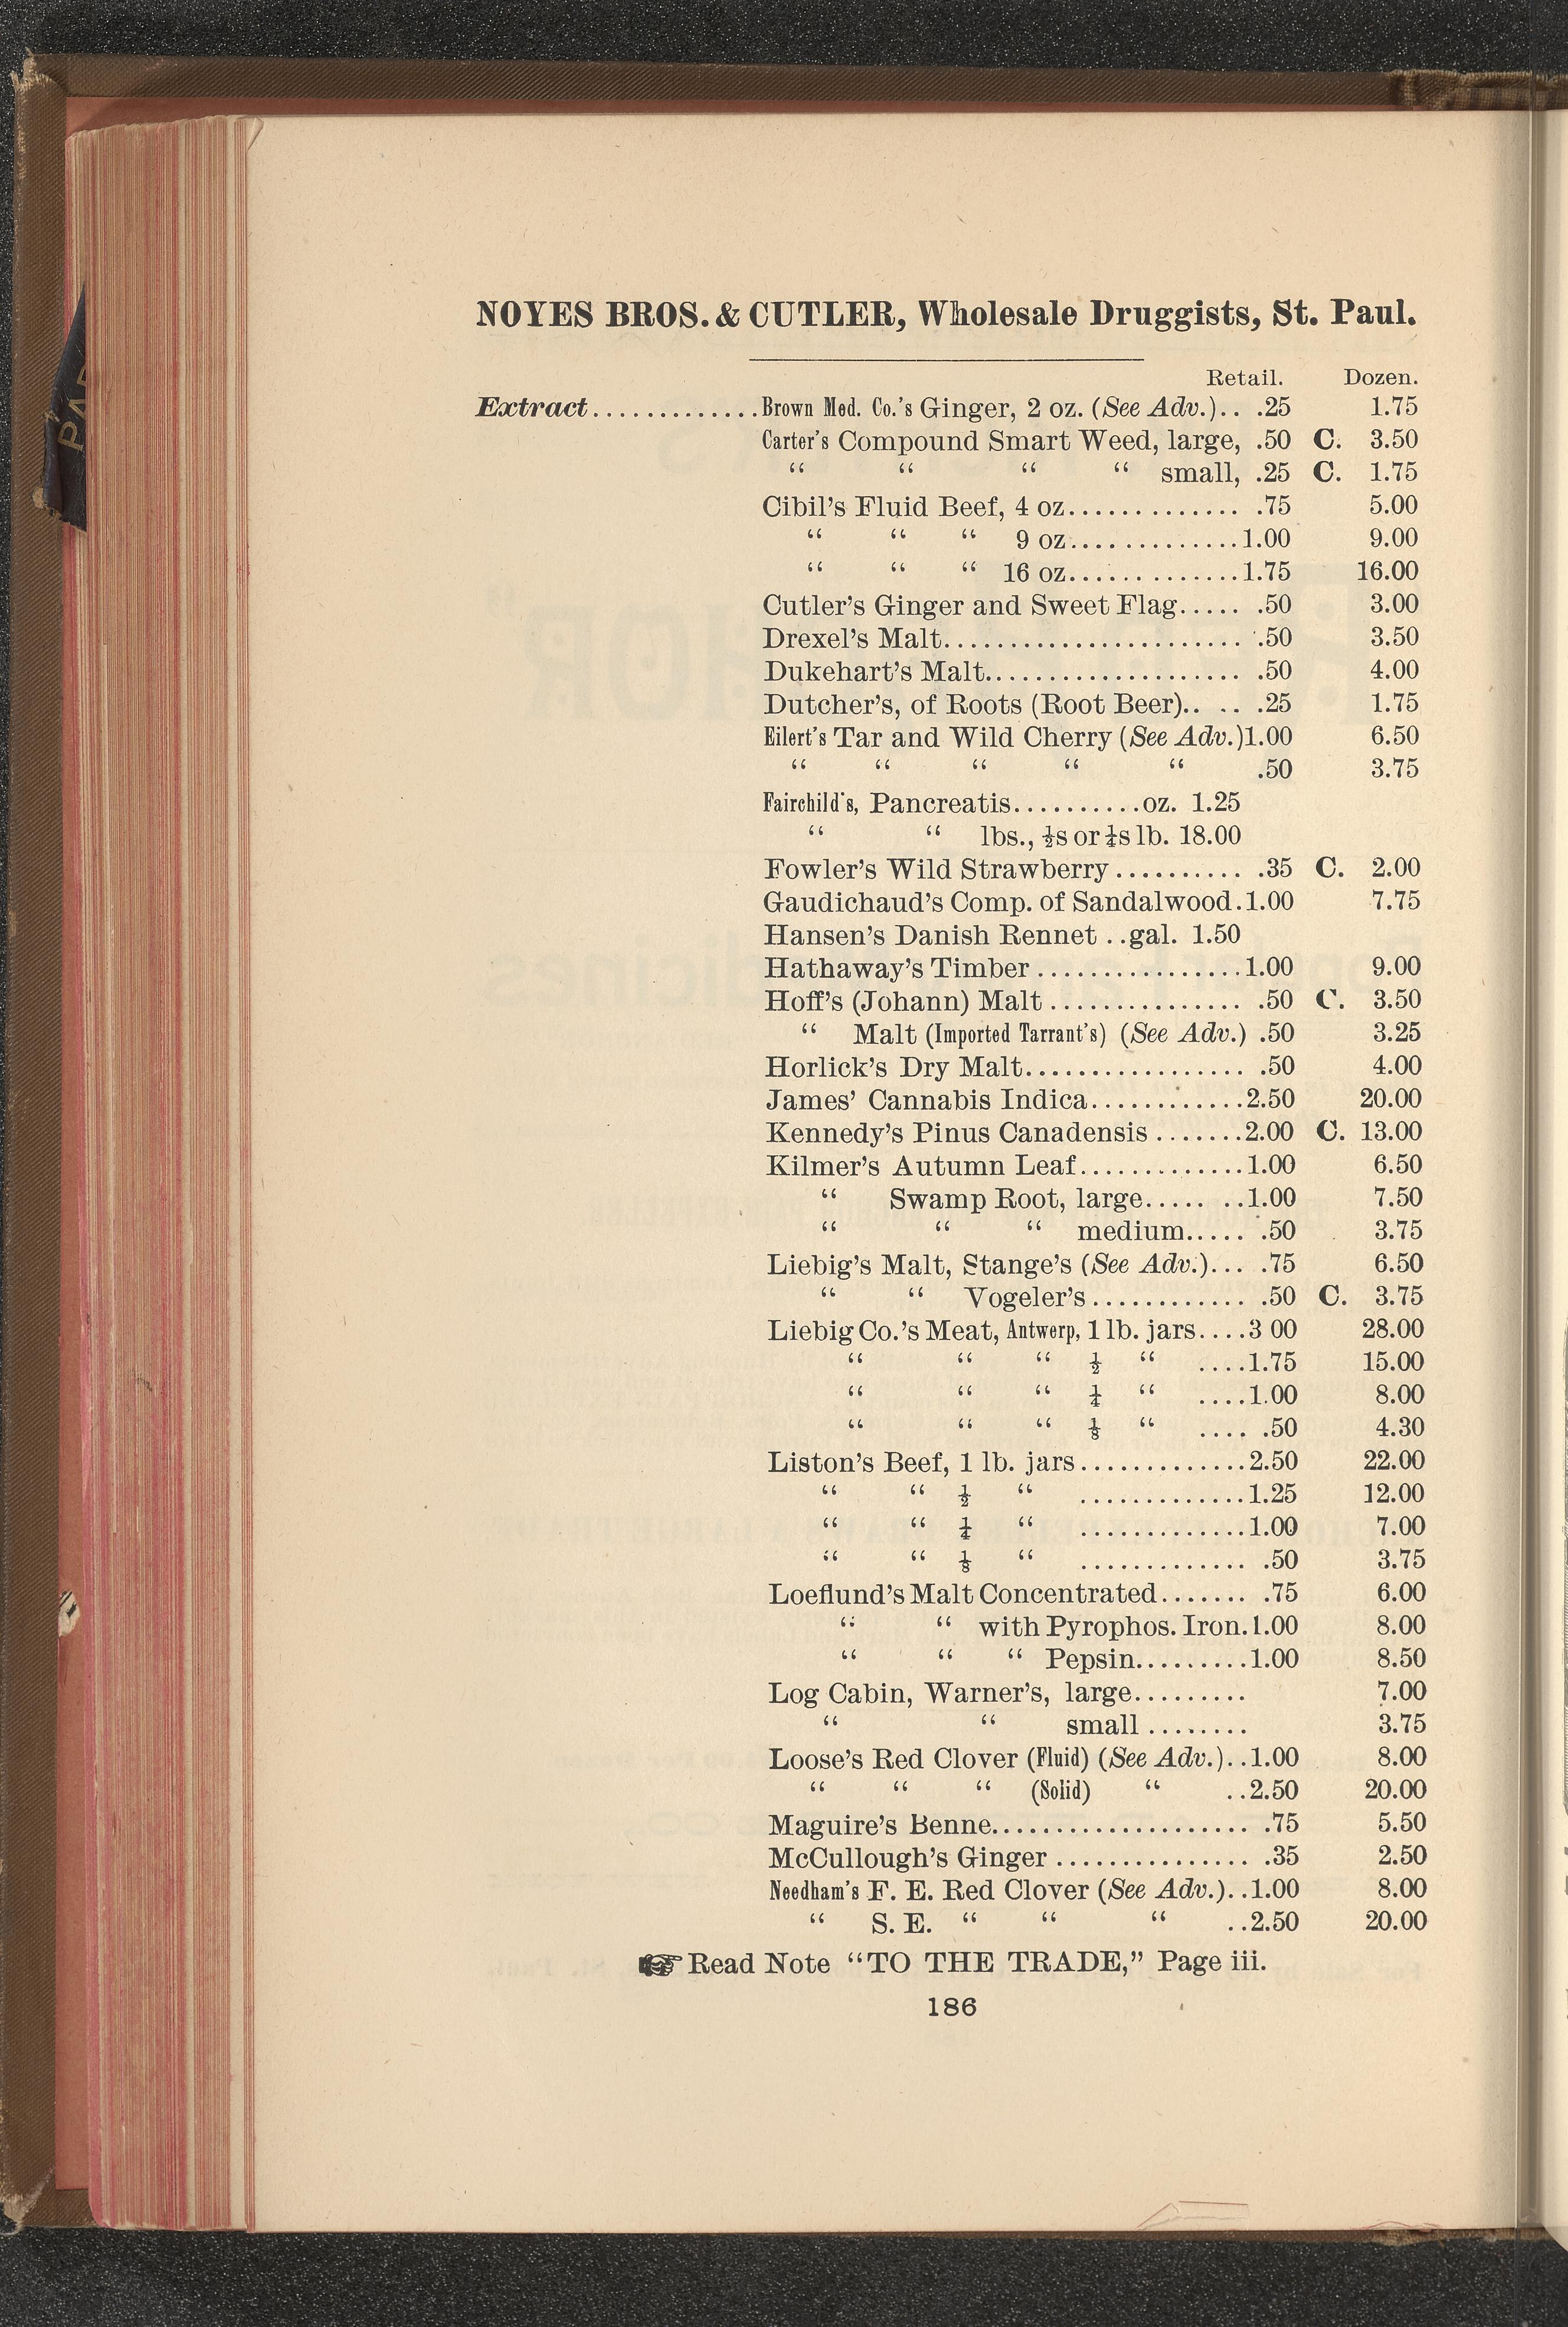 NOYES BROS. & CUTLER, Wholesale Druggists, St. Paul.
Retail. Dozen.
Extract.............Brown Med. Co.'s Ginger, 2 oz. (See Adv.).. .25 1.75
Carter's Compound Smart Weed, large, .50 C. 3.50
“ “ “ “ small, .25 C. 1.75
Cibil's Fluid Beef, 4 oz............. .75 5.00
“ “ “ 9 oz.............1.00 9.00
“ “ “ 16 oz.............1.75 16.00
Cutler's Ginger and Sweet Flag..... .50 3.00
Drexel's Malt....................... .50 3.50
Dukehart's Malt.................... .50 4.00
Dutcher's, of Roots (Root Beer).. .. .25 1.75
Eilert's Tar and Wild Cherry (See Adv.)1.00 6.50
“ “ “ “ “ .50 3.75
Fairchild's, Pancreatis..........oz. 1.25
“ “ lbs., ½s or ¼s lb. 18.00
Fowler's Wild Strawberry .......... .35 C. 2.00
Gaudichaud's Comp. of Sandalwood.1.00 7.75
Hansen's Danish Rennet ..gal. 1.50
Hathaway's Timber ................1.00 9.00
Hoff's (Johann) Malt ............... .50 C. 3.50
“ Malt (Imported Tarrant's) (See Adv.) .50 3.25
Horlick's Dry Malt................. .50 4.00
James' Cannabis Indica............2.50 20.00
Kennedy's Pinus Canadensis .......2.00 C. 13.00
Kilmer's Autumn Leaf.............1.00 6.50
“ Swamp Root, large..... ..1.00 7.50
“ “ “ medium..... .50 3.75
Liebig's Malt, Stange's (See Adv.)... .75 6.50
“ “ Vogeler's............ .50 C. 3.75
Liebig Co.'s Meat, Antwerp, 1 lb. jars....3 00 28.00
“ “ “ ½ “ ....1.75 15.00
“ “ “ ¼ “ ....1.00 8.00
“ “ “ ⅛ “ .... .50 4.30
Liston's Beef, 1 lb. jars.............2.50 22.00
“ “ ½ “ .............1.25 12.00
“ “ ¼ “ .............1.00 7.00
“ “ ⅛ “ ............. .50 3.75
Loeflund's Malt Concentrated....... .75 6.00
“ “ with Pyrophos. Iron.1.00 8.00
“ “ “ Pepsin.........1.00 8.50
Log Cabin, Warner's, large......... 7.00
“ “ small ........ 3.75
Loose's Red Clover (Fluid) (See Adv.)..1.00 8.00
“ “ “ (Solid) “ ..2.50 20.00
Maguire's Benne.................... .75 5.50
McCullough's Ginger ............... .35 2.50
Needham's F. E. Red Clover (See Adv.)..1.00 8.00
“ S. E. “ “ “ ..2.50 20.00
☞ Read Note “TO THE TRADE,” Page iii.
186